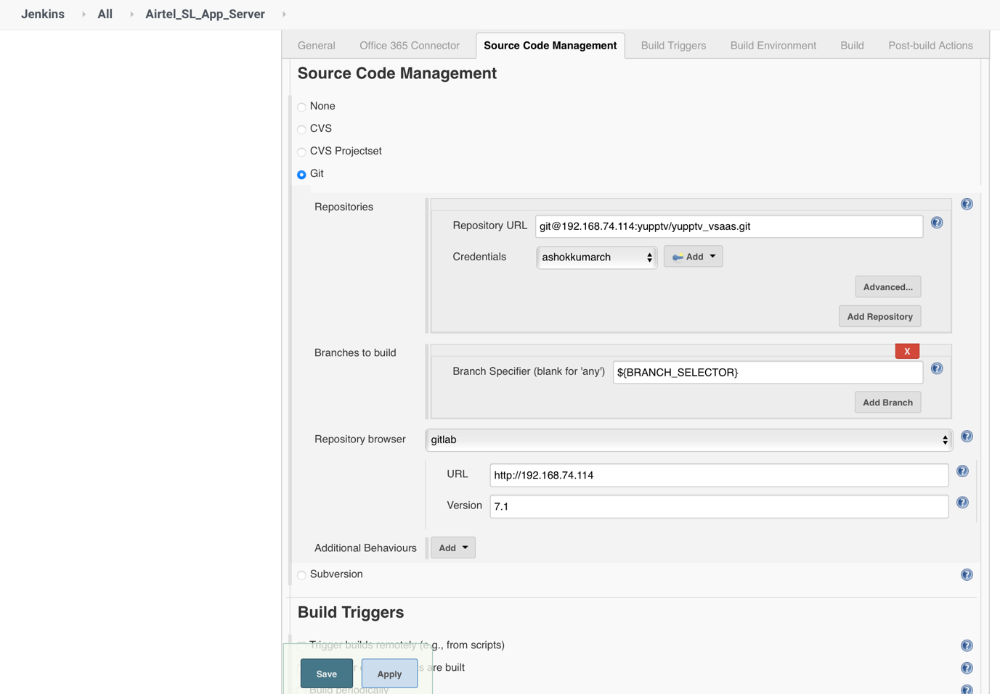 Jenkins All Airtel_SL_App_Server
General Office 365 Connector Source Code Management Build Triggers Build Environment Build Post-build Actions
Source Code Management
None
CVS
CVS Projectset
Git
Repositories
Repository URL git@192.168.74.114:yupptv/yupptv_vsaas.git
Credentials ashokkumarch Add
Advanced...
Add Repository
Branches to build
X
Branch Specifier (blank for 'any') ${BRANCH_SELECTOR}
Add Branch
Repository browser gitlab
URL http://192.168.74.114
Version 7.1
Additional Behaviours Add
Subversion
Build Triggers
Trigger builds remotely (e.g., from scripts)
are built
Save Apply
Build periodically